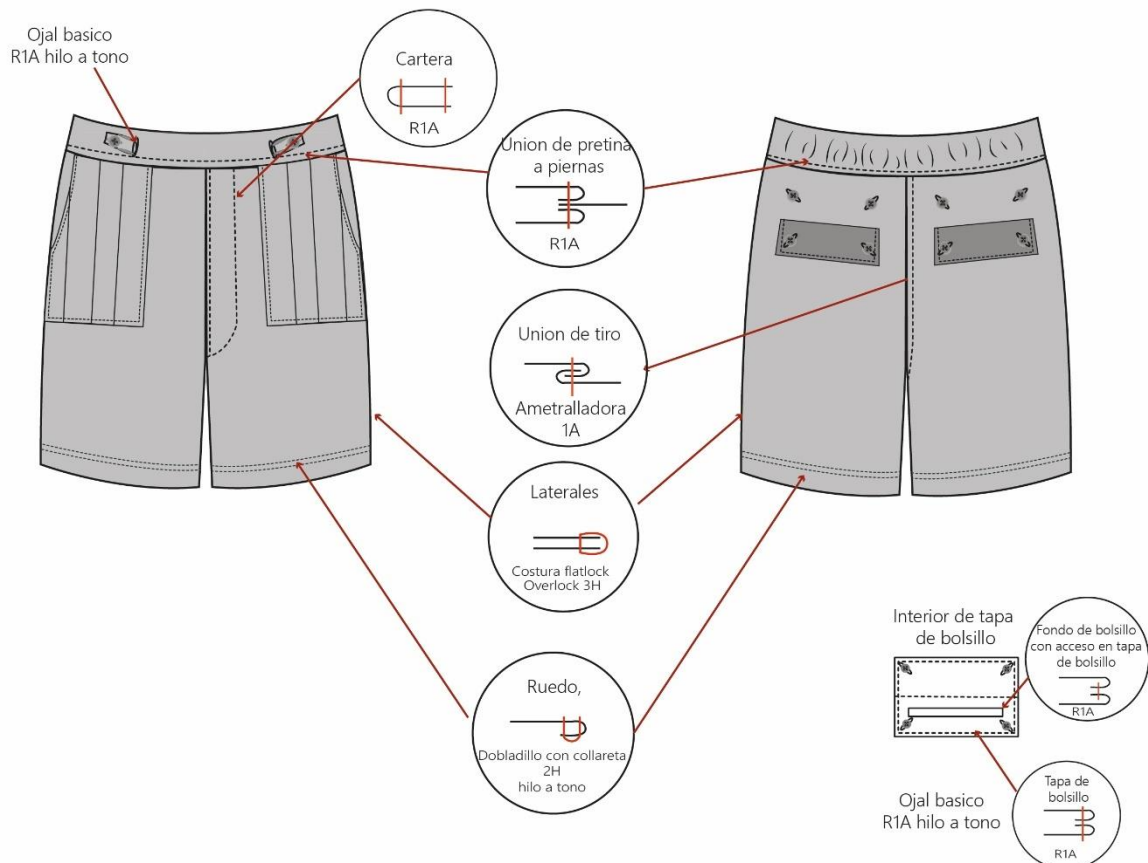 Ojal basico
R1A hilo a tono
Cartera
R1A
Union de pretina
a piernas
R1A
Union de tiro
Ametralladora
1A
Laterales
Costura flatlock
Overlock 3H
Ruedo,
Dobladillo con collareta
2H
hilo a tono
Interior de tapa
de bolsillo
Fondo de bolsillo
con acceso en tapa
de bolsillo
R1A
Ojal basico
R1A hilo a tono
Tapa de
bolsillo
R1A